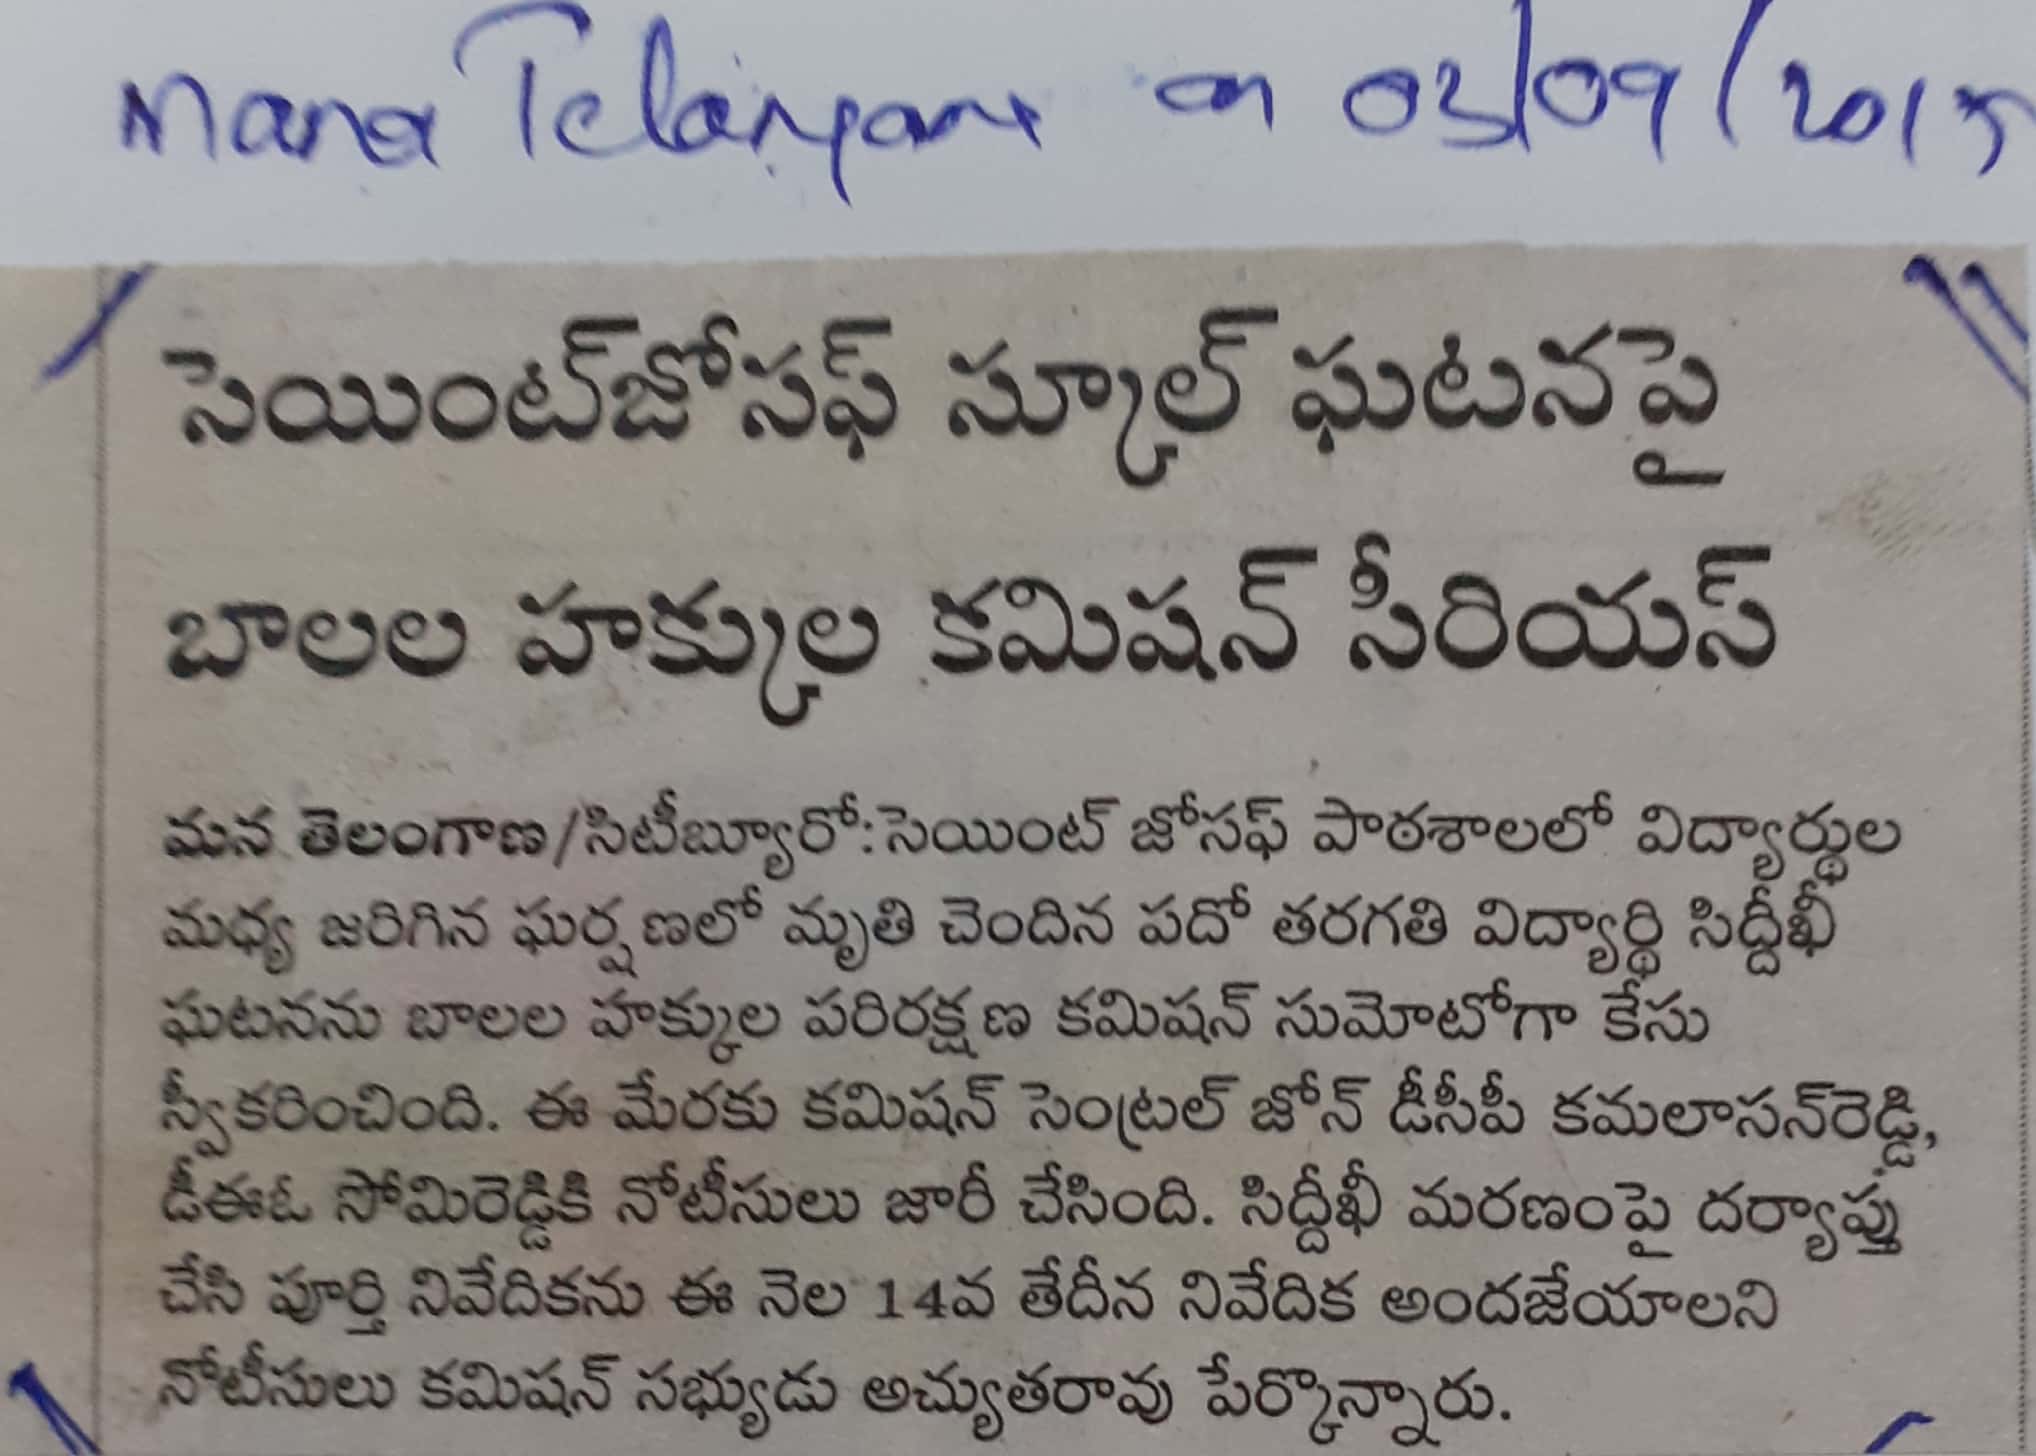 Mana Telangana on 03/09/2015
సెయింట్‌జోసఫ్ స్కూల్ ఘటనపై
బాలల హక్కుల కమిషన్ సీరియస్
మన తెలంగాణ/సిటీబ్యూరో:సెయింట్ జోసఫ్ పాఠశాలలో విద్యార్థుల
మధ్య జరిగిన ఘర్షణలో మృతి చెందిన పదో తరగతి విద్యార్థి సిద్దీఖీ
ఘటనను బాలల హక్కుల పరిరక్షణ కమిషన్ సుమోటోగా కేసు
స్వీకరించింది. ఈ మేరకు కమిషన్ సెంట్రల్ జోన్ డీసీపీ కమలాసన్‌రెడ్డి,
డీఈఓ సోమిరెడ్డికి నోటీసులు జారీ చేసింది. సిద్దీఖీ మరణంపై దర్యాప్తు
చేసి పూర్తి నివేదికను ఈ నెల 14వ తేదీన నివేదిక అందజేయాలని
నోటీసులు కమిషన్ సభ్యుడు అచ్యుతరావు పేర్కొన్నారు.